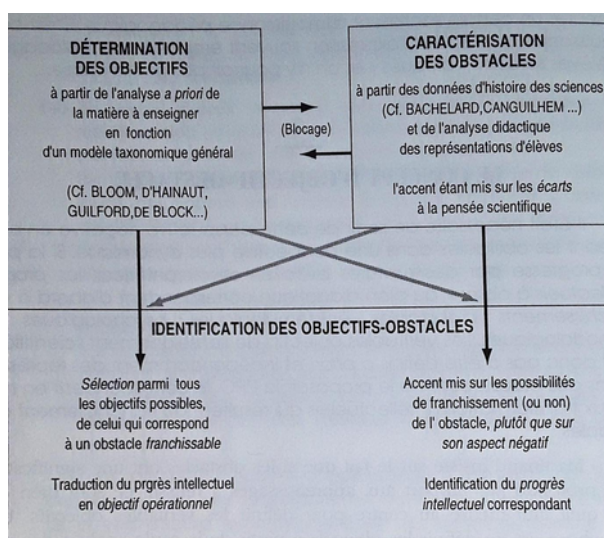 DÉTERMINATION
DES OBJECTIFS
à partir de l'analyse a priori de
la matière à enseigner
en fonction
d'un modèle taxonomique général
(Cf. BLOOM, D'HAINAUT,
GUILFORD,DE BLOCK...)
(Blocage)
CARACTÉRISATION
DES OBSTACLES
à partir des données d'histoire des sciences
(Cf. BACHELARD,CANGUILHEM ...)
et de l'analyse didactique
des représentations d'élèves
l'accent étant mis sur les écarts
à la pensée scientifique
IDENTIFICATION DES OBJECTIFS-OBSTACLES
Sélection parmi tous
les objectifs possibles,
de celui qui correspond
à un obstacle franchissable
Traduction du prgrès intellectuel
en objectif opérationnel
Accent mis sur les possibilités
de franchissement (ou non)
de l' obstacle, plutôt que sur
son aspect négatif
Identification du progrès
intellectuel correspondant